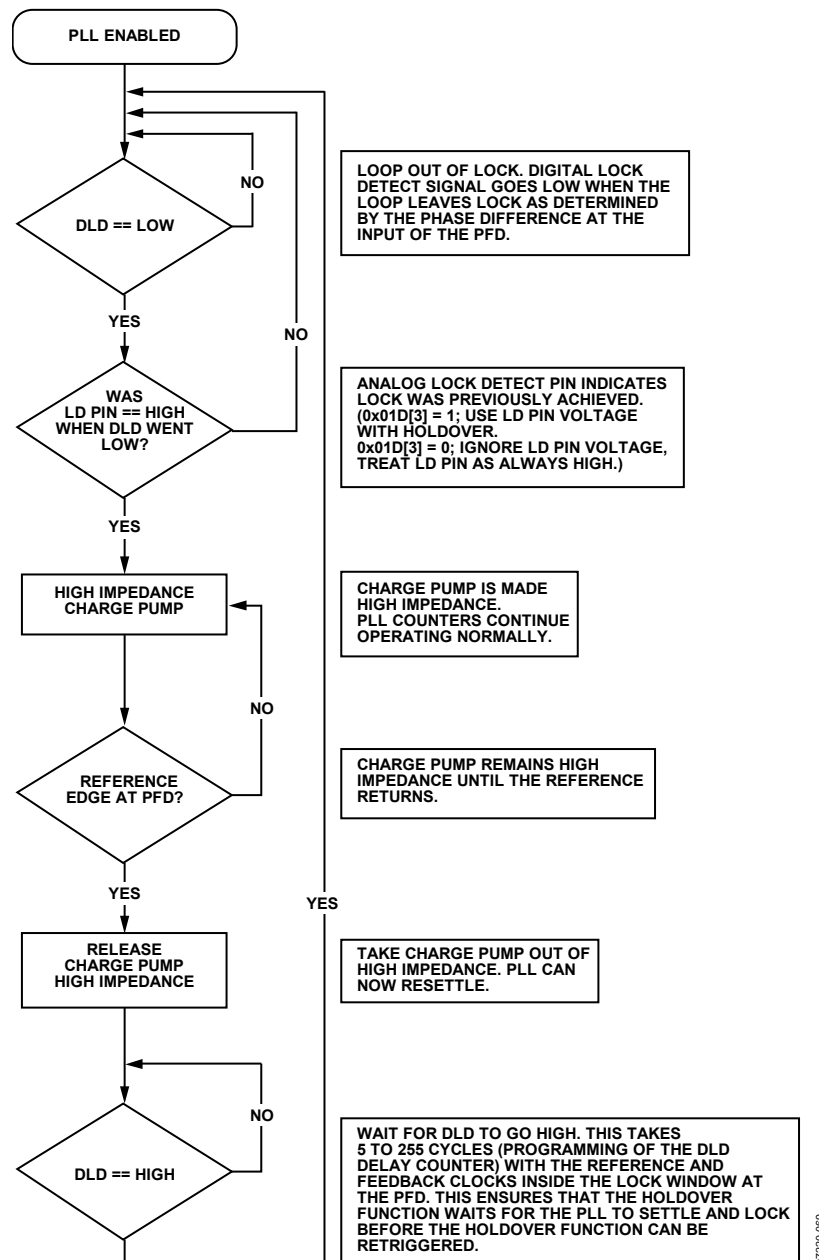 PLL ENABLED
NO
DLD == LOW
LOOP OUT OF LOCK. DIGITAL LOCK
DETECT SIGNAL GOES LOW WHEN THE
LOOP LEAVES LOCK AS DETERMINED
BY THE PHASE DIFFERENCE AT THE
INPUT OF THE PFD.
YES
NO
WAS
LD PIN == HIGH
WHEN DLD WENT
LOW?
ANALOG LOCK DETECT PIN INDICATES
LOCK WAS PREVIOUSLY ACHIEVED.
(0x01D[3] = 1; USE LD PIN VOLTAGE
WITH HOLDOVER.
0x01D[3] = 0; IGNORE LD PIN VOLTAGE,
TREAT LD PIN AS ALWAYS HIGH.)
YES
HIGH IMPEDANCE
CHARGE PUMP
CHARGE PUMP IS MADE
HIGH IMPEDANCE.
PLL COUNTERS CONTINUE
OPERATING NORMALLY.
NO
REFERENCE
EDGE AT PFD?
CHARGE PUMP REMAINS HIGH
IMPEDANCE UNTIL THE REFERENCE
RETURNS.
YES
YES
RELEASE
CHARGE PUMP
HIGH IMPEDANCE
TAKE CHARGE PUMP OUT OF
HIGH IMPEDANCE. PLL CAN
NOW RESETTLE.
NO
DLD == HIGH
WAIT FOR DLD TO GO HIGH. THIS TAKES
5 TO 255 CYCLES (PROGRAMMING OF THE DLD
DELAY COUNTER) WITH THE REFERENCE AND
FEEDBACK CLOCKS INSIDE THE LOCK WINDOW AT
THE PFD. THIS ENSURES THAT THE HOLDOVER
FUNCTION WAITS FOR THE PLL TO SETTLE AND LOCK
BEFORE THE HOLDOVER FUNCTION CAN BE
RETRIGGERED.